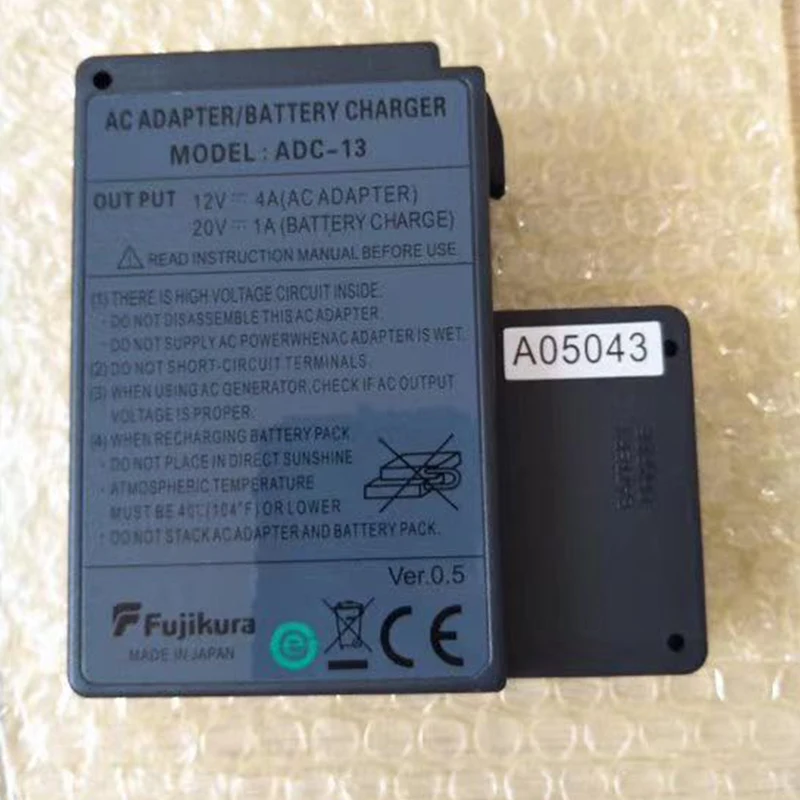 AC ADAPTER/BATTERY CHARGER
MODEL : ADC-13
OUT PUT 12V ⎓ 4A(AC ADAPTER)
20V ⎓ 1A(BATTERY CHARGE)
READ INSTRUCTION MANUAL BEFORE USE.
(1) THERE IS HIGH VOLTAGE CIRCUIT INSIDE.
· DO NOT DISASSEMBLE THIS AC ADAPTER.
· DO NOT SUPPLY AC POWERWHENAC ADAPTER IS WET.
(2) DO NOT SHORT-CIRCUIT TERMINALS.
(3) WHEN USING AC GENERATOR,CHECK IF AC OUTPUT
VOLTAGE IS PROPER.
(4) WHEN RECHARGING BATTERY PACK
· DO NOT PLACE IN DIRECT SUNSHINE
· ATMOSPHERIC TEMPERATURE
MUST BE 40℃(104°F) OR LOWER
· DO NOT STACK AC ADAPTER AND BATTERY PACK.
Ver.0.5
Fujikura
MADE IN JAPAN
e
CE
A05043